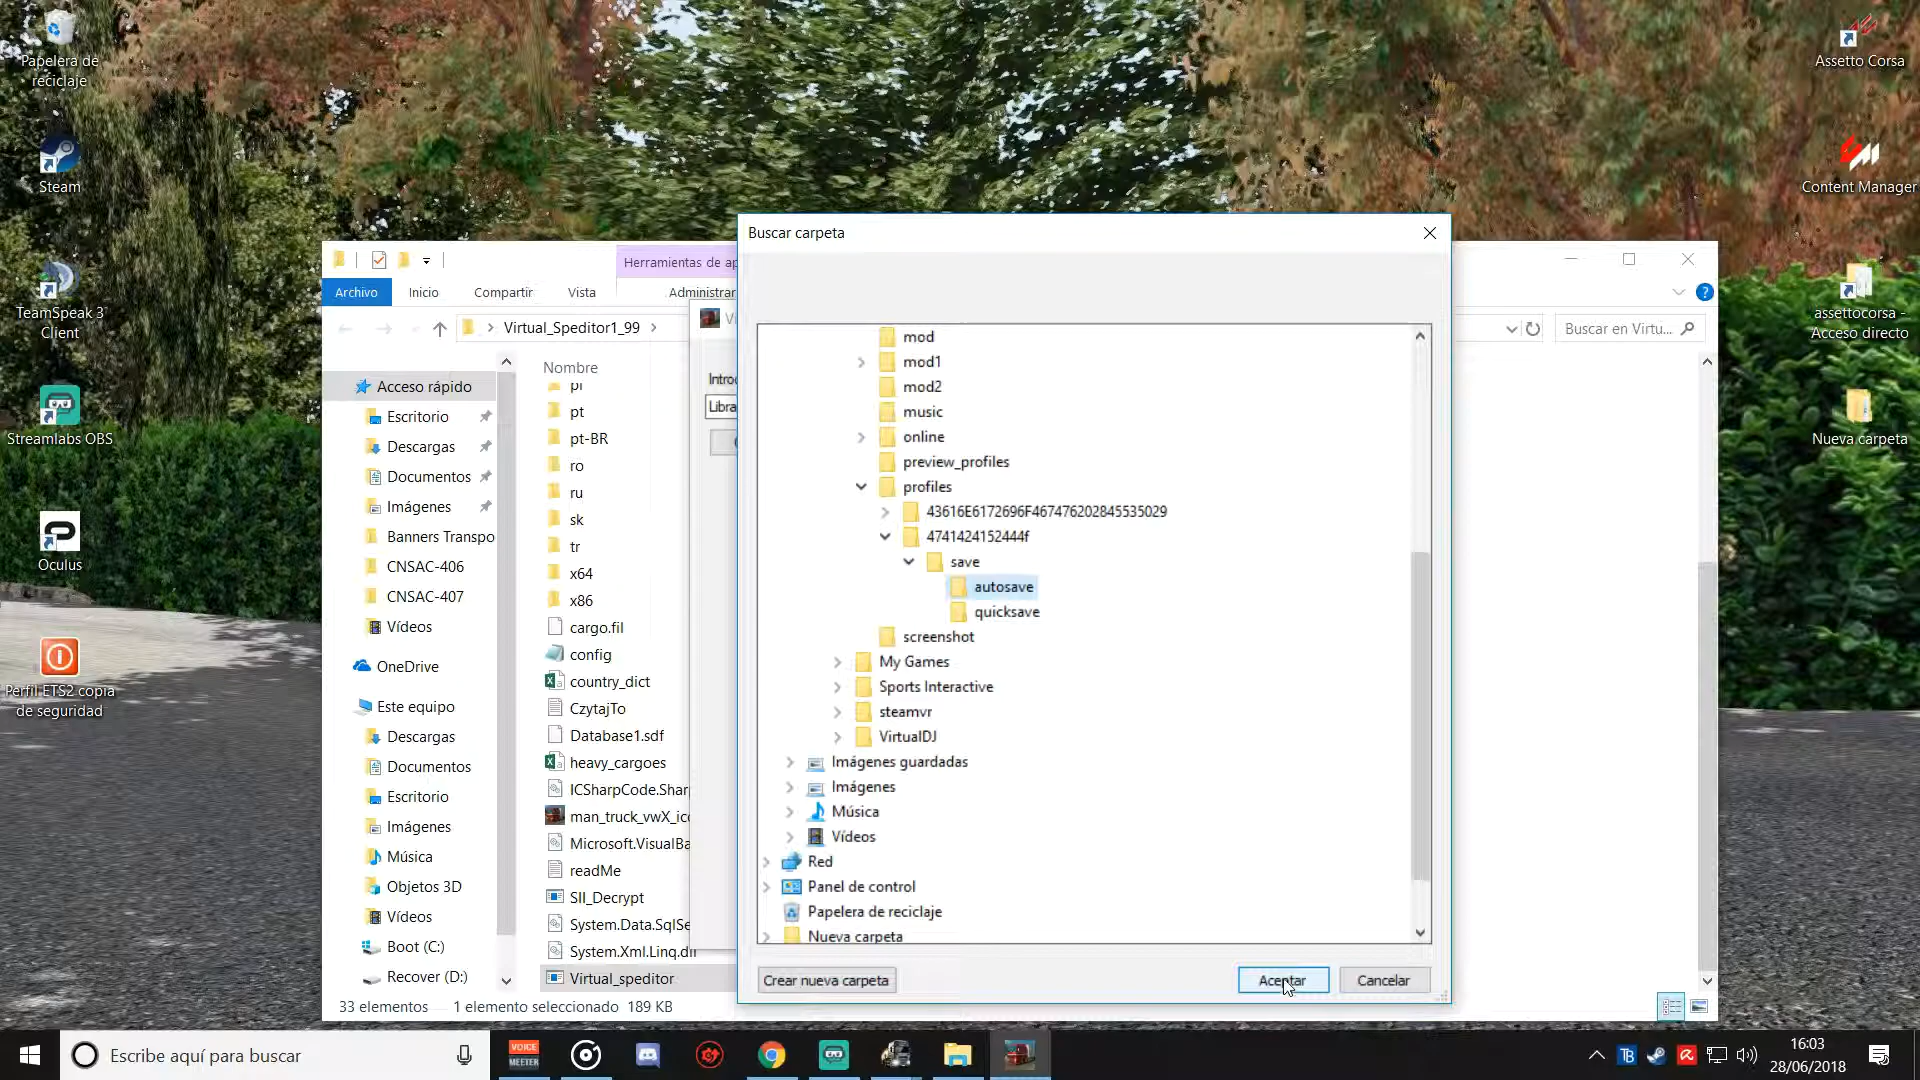 Papelera de
reciclaje
Steam
TeamSpeak 3
Client
Streamlabs OBS
Oculus
Perfil ETS2 copia
de seguridad
Assetto Corsa
Content Manager
assettocorsa -
Acceso directo
Nueva carpeta
Herramientas de ap
Archivo
Inicio
Compartir
Vista
Administrar
Virtual_Speditor1_99
Buscar en Virtu...
Acceso rápido
Escritorio
Descargas
Documentos
Imágenes
Banners Transpo
CNSAC-406
CNSAC-407
Vídeos
OneDrive
Este equipo
Descargas
Documentos
Escritorio
Imágenes
Música
Objetos 3D
Vídeos
Boot (C:)
Recover (D:)
Nombre
pl
pt
pt-BR
ro
ru
sk
tr
x64
x86
cargo.fil
config
country_dict
CzytajTo
Database1.sdf
heavy_cargoes
ICSharpCode.Shar
man_truck_vwX_ico
Microsoft.VisualBa
readMe
SII_Decrypt
System.Data.SqlSe
System.Xml.Linq.dll
Virtual_speditor
33 elementos
1 elemento seleccionado 189 KB
Introd
Libra
Buscar carpeta
mod
mod1
mod2
music
online
preview_profiles
profiles
43616E6172696F467476202845535029
4741424152444f
save
autosave
quicksave
screenshot
My Games
Sports Interactive
steamvr
VirtualDJ
Imágenes guardadas
Imágenes
Música
Vídeos
Red
Panel de control
Papelera de reciclaje
Nueva carpeta
Crear nueva carpeta
Aceptar
Cancelar
Escribe aquí para buscar
VOICE
MEETER
TB
16:03
28/06/2018